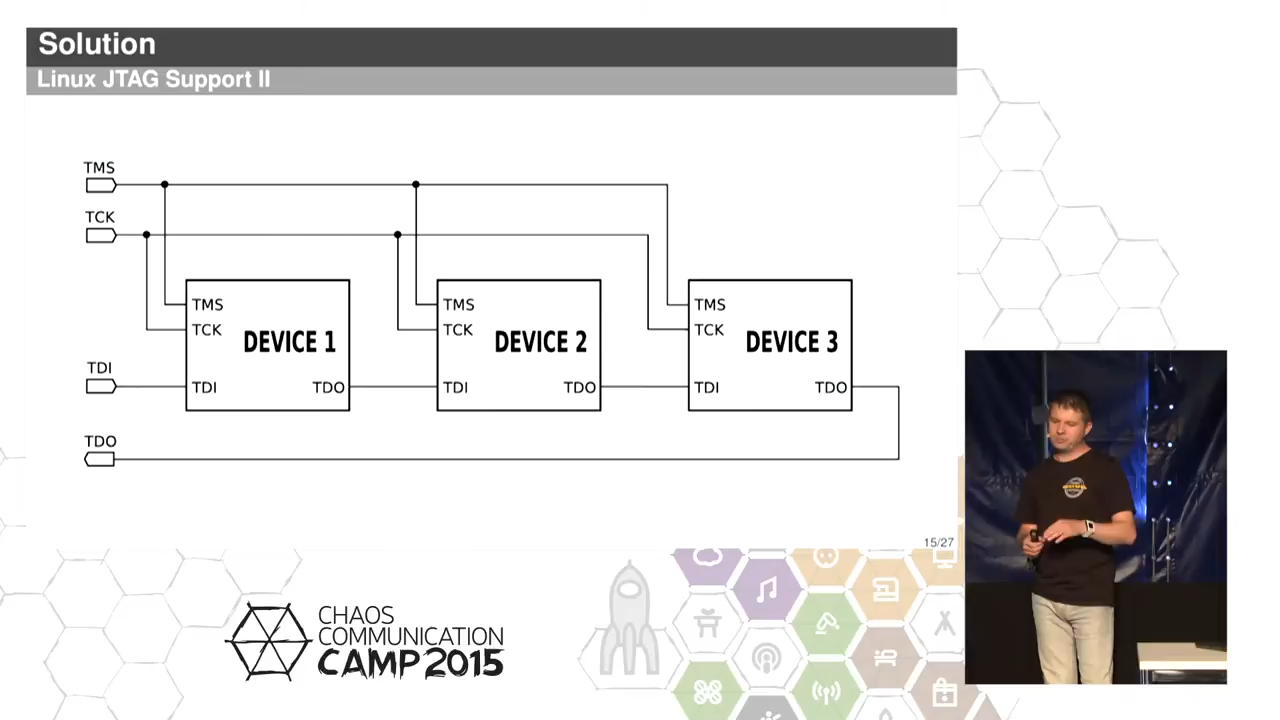 Solution
Linux JTAG Support II
TMS
TCK
TMS
TCK
DEVICE 1
TMS
TCK
DEVICE 2
TMS
TCK
DEVICE 3
TDI
TDI
TDO
TDI
TDO
TDI
TDO
TDO
15/27
CHAOS
COMMUNICATION
CAMP 2015